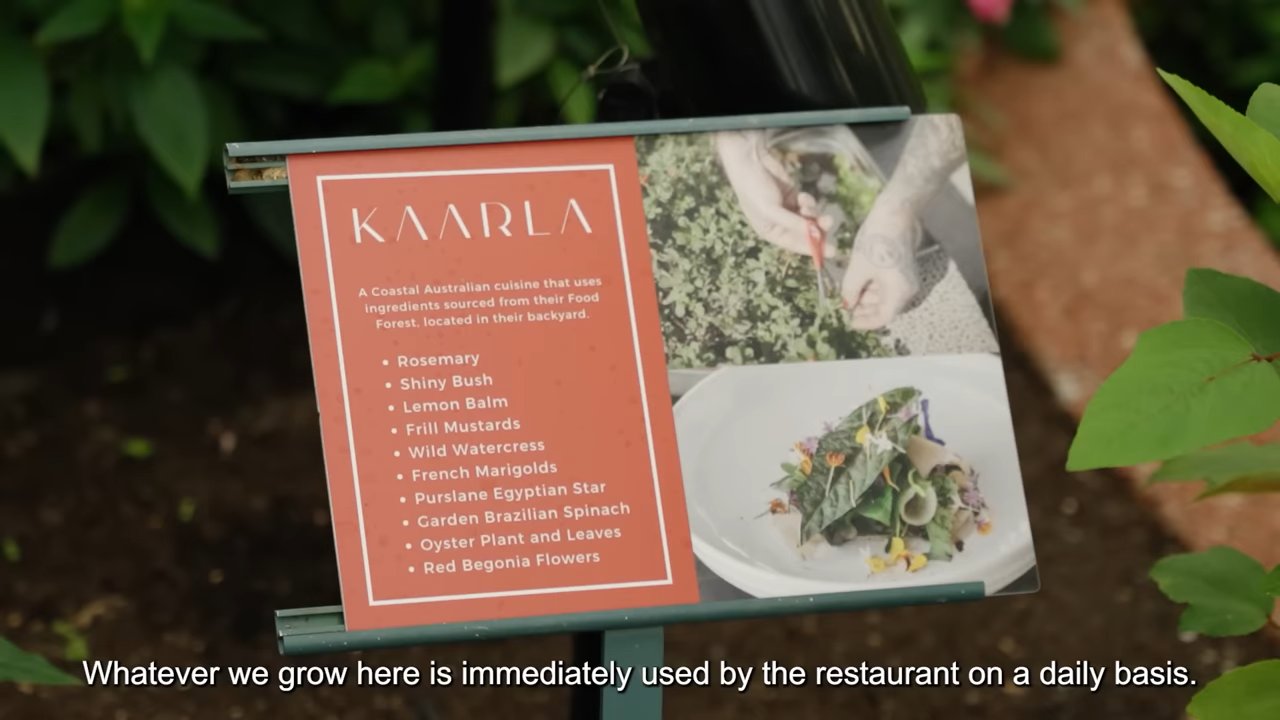 KAARLA
A Coastal Australian cuisine that uses
ingredients sourced from their Food
Forest, located in their backyard.
• Rosemary
• Shiny Bush
• Lemon Balm
• Frill Mustards
• Wild Watercress
• French Marigolds
• Purslane Egyptian Star
• Garden Brazilian Spinach
• Oyster Plant and Leaves
• Red Begonia Flowers
Whatever we grow here is immediately used by the restaurant on a daily basis.